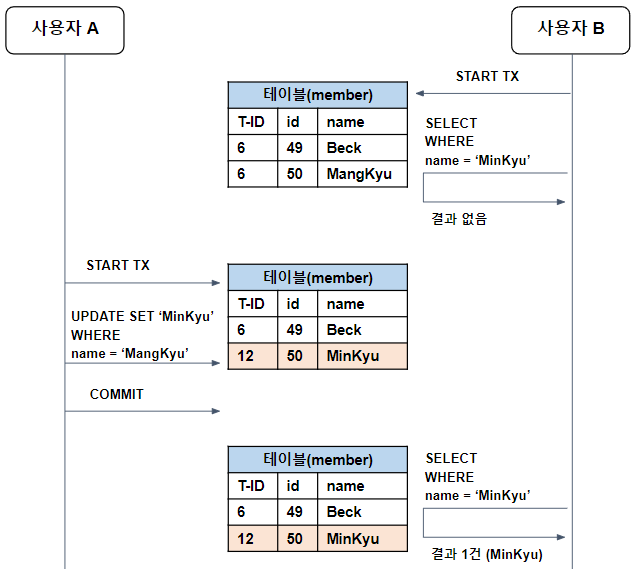 사용자 A
사용자 B
START TX
테이블(member)
T-ID id name
6 49 Beck
6 50 MangKyu
SELECT
WHERE
name = ‘MinKyu’
결과 없음
START TX
테이블(member)
T-ID id name
6 49 Beck
12 50 MinKyu
UPDATE SET ‘MinKyu’
WHERE
name = ‘MangKyu’
COMMIT
테이블(member)
T-ID id name
6 49 Beck
12 50 MinKyu
SELECT
WHERE
name = ‘MinKyu’
결과 1건 (MinKyu)